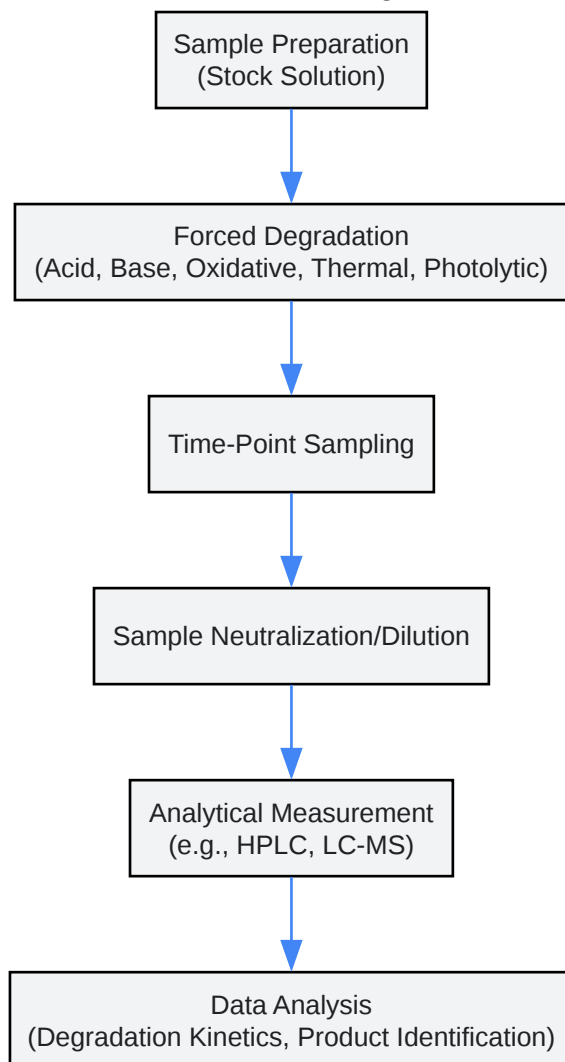 Sample Preparation
(Stock Solution)
Forced Degradation
(Acid, Base, Oxidative, Thermal, Photolytic)
Time-Point Sampling
Sample Neutralization/Dilution
Analytical Measurement
(e.g., HPLC, LC-MS)
Data Analysis
(Degradation Kinetics, Product Identification)